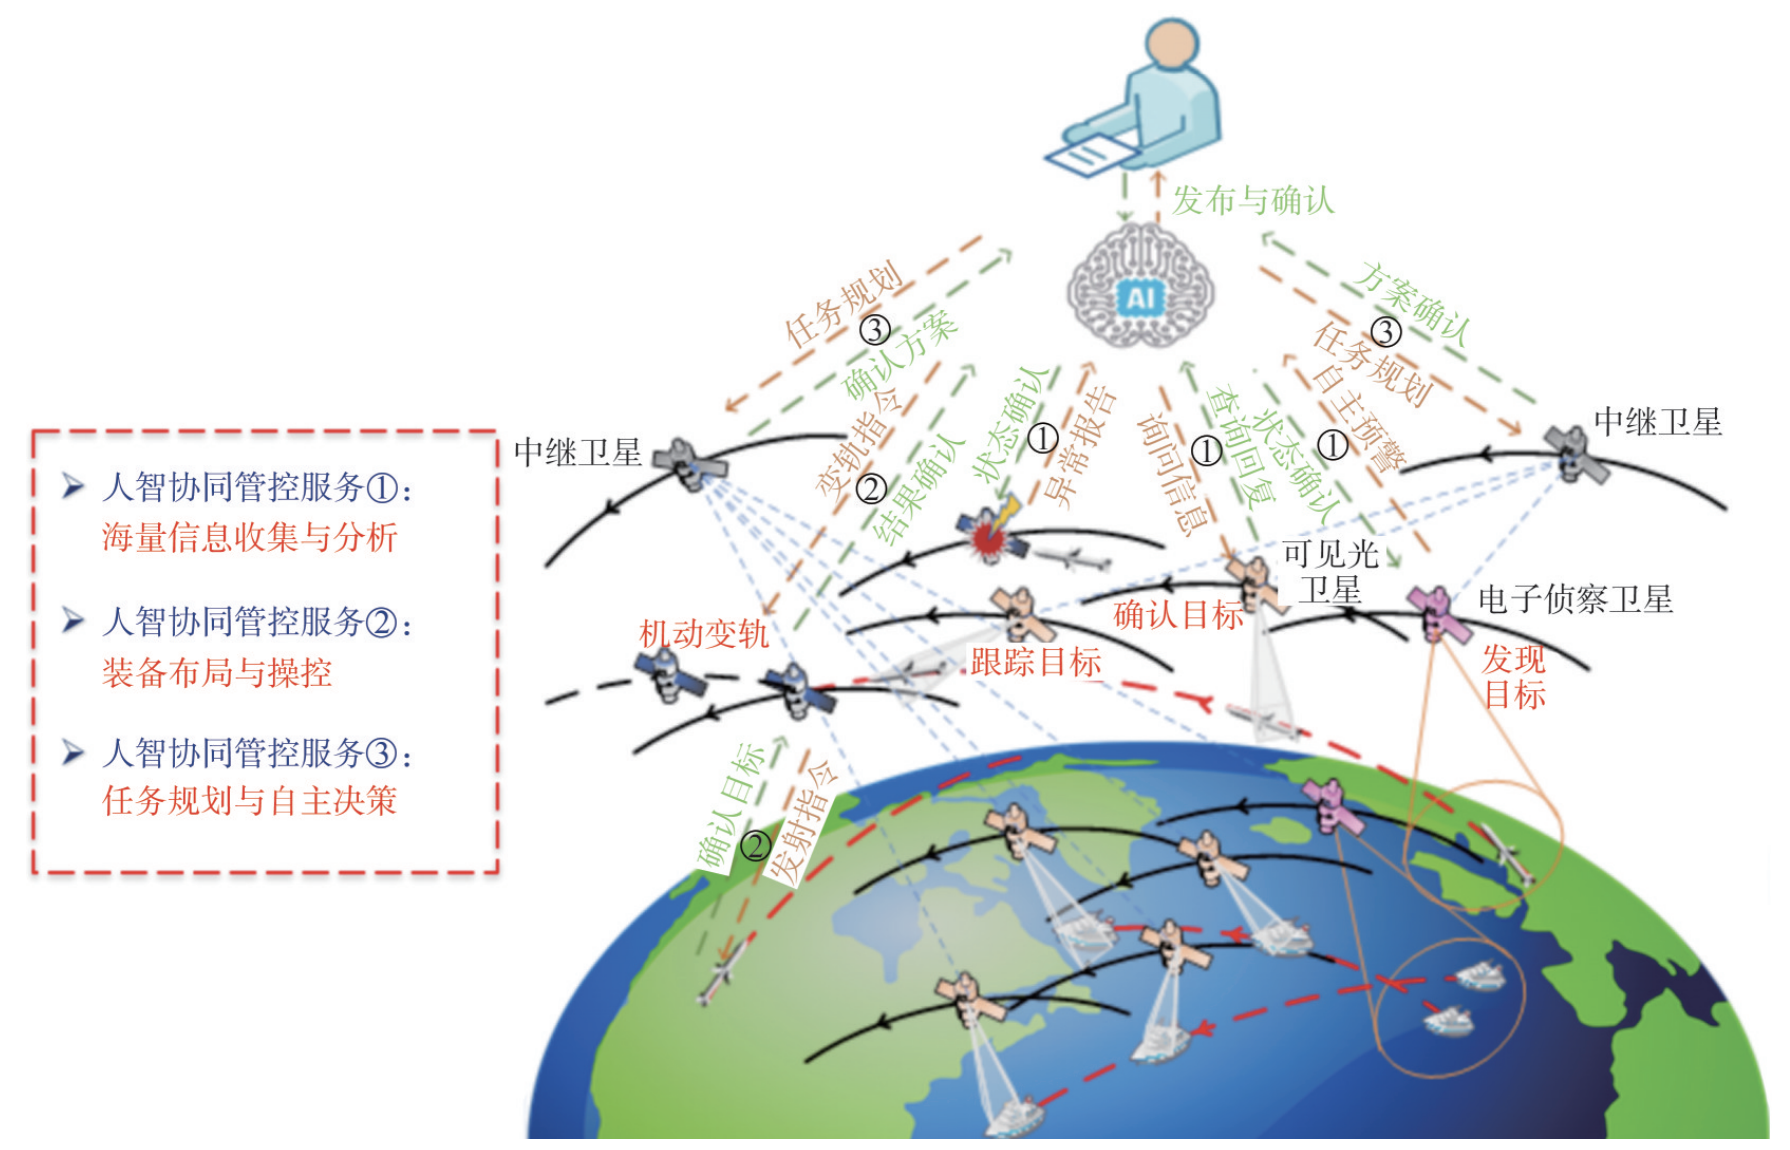 发布与确认
AI
任务规划
③
确认方案
方案确认
③
任务规划
变轨指令
②
结果确认
状态确认
①
异常报告
询问信息
①
查询回复
状态确认
①
自主预警
中继卫星
中继卫星
人智协同管控服务①：
海量信息收集与分析
人智协同管控服务②：
装备布局与操控
人智协同管控服务③：
任务规划与自主决策
可见光
卫星
电子侦察卫星
确认目标
机动变轨
跟踪目标
发现
目标
确认目标
②
发射指令